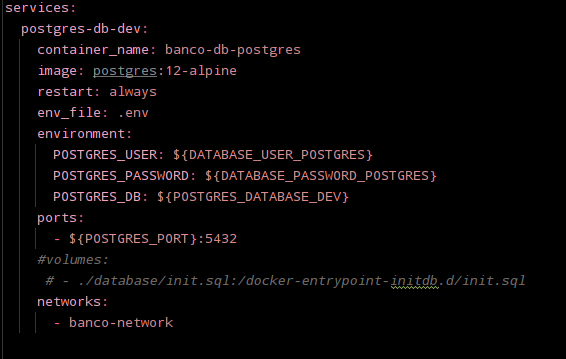 services:
  postgres-db-dev:
    container_name: banco-db-postgres
    image: postgres:12-alpine
    restart: always
    env_file: .env
    environment:
      POSTGRES_USER: ${DATABASE_USER_POSTGRES}
      POSTGRES_PASSWORD: ${DATABASE_PASSWORD_POSTGRES}
      POSTGRES_DB: ${POSTGRES_DATABASE_DEV}
    ports:
      - ${POSTGRES_PORT}:5432
    #volumes:
     # - ./database/init.sql:/docker-entrypoint-initdb.d/init.sql
    networks:
      - banco-network